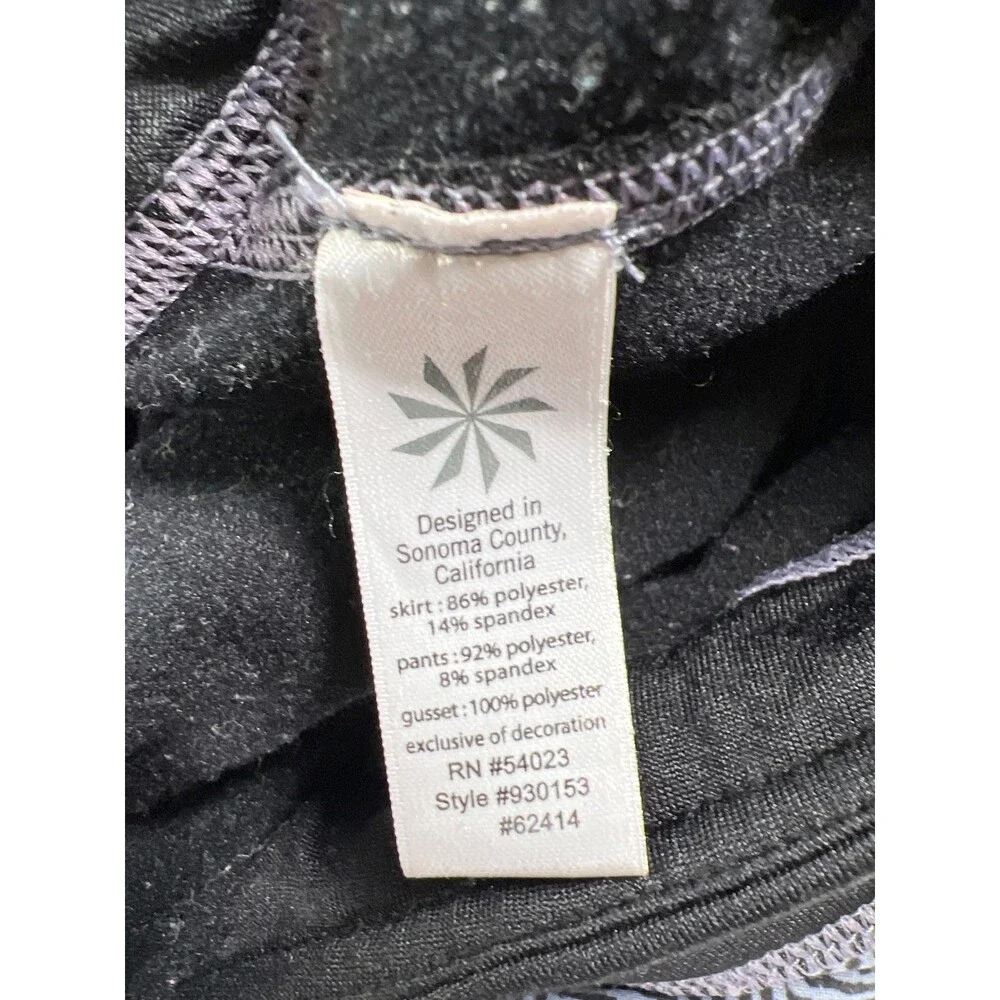 Designed in
Sonoma County,
California
skirt : 86% polyester,
14% spandex
pants : 92% polyester,
8% spandex
gusset : 100% polyester
exclusive of decoration
RN #54023
Style #930153
#62414